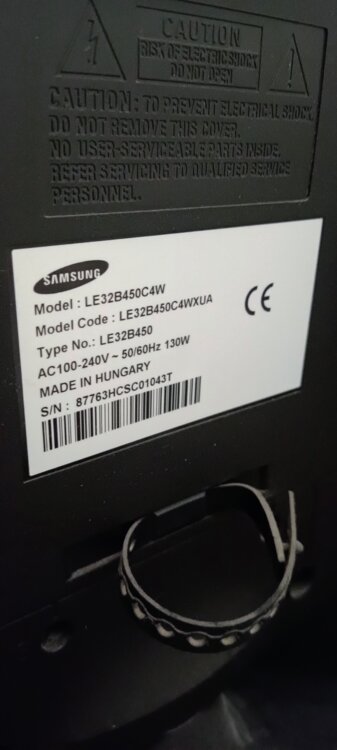 CAUTION
RISK OF ELECTRIC SHOCK
DO NOT OPEN
CAUTION: TO PREVENT ELECTRICAL SHOCK,
DO NOT REMOVE THIS COVER.
NO USER-SERVICEABLE PARTS INSIDE.
REFER SERVICING TO QUALIFIED SERVICE
PERSONNEL.
SAMSUNG
Model : LE32B450C4W
Model Code : LE32B450C4WXUA
Type No.: LE32B450
AC100-240V ~ 50/60Hz 130W
MADE IN HUNGARY
S/N : 87763HCSC01043T
CE